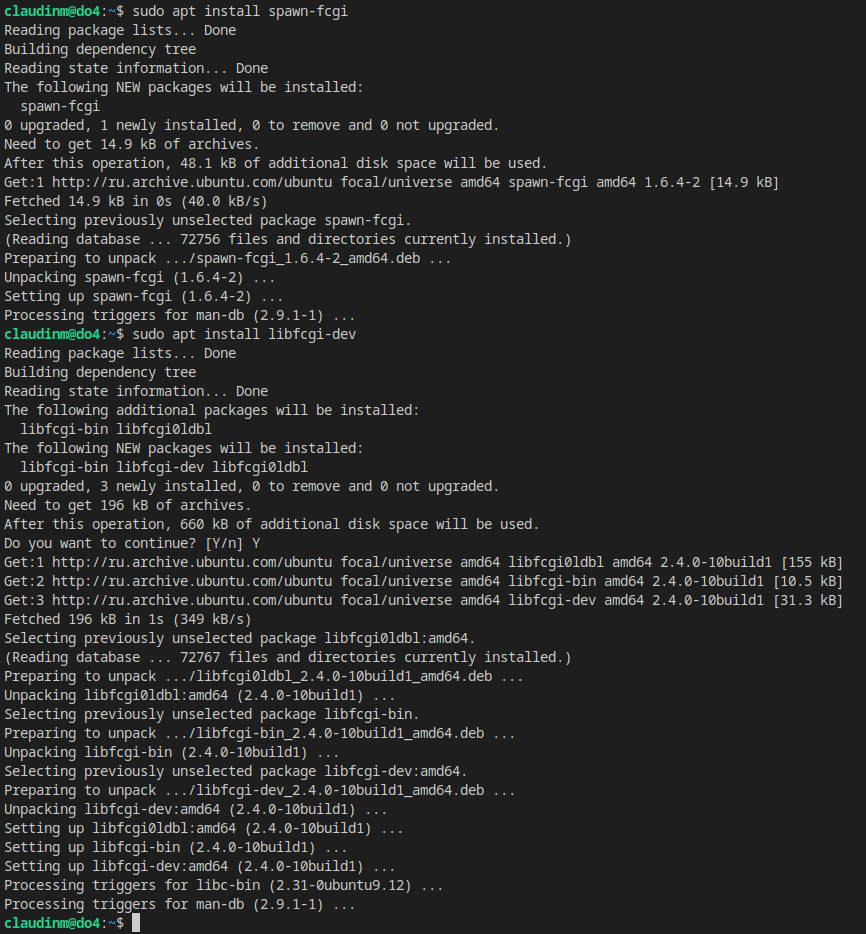 claudinm@do4:~$ sudo apt install spawn-fcgi
Reading package lists... Done
Building dependency tree
Reading state information... Done
The following NEW packages will be installed:
  spawn-fcgi
0 upgraded, 1 newly installed, 0 to remove and 0 not upgraded.
Need to get 14.9 kB of archives.
After this operation, 48.1 kB of additional disk space will be used.
Get:1 http://ru.archive.ubuntu.com/ubuntu focal/universe amd64 spawn-fcgi amd64 1.6.4-2 [14.9 kB]
Fetched 14.9 kB in 0s (40.0 kB/s)
Selecting previously unselected package spawn-fcgi.
(Reading database ... 72756 files and directories currently installed.)
Preparing to unpack .../spawn-fcgi_1.6.4-2_amd64.deb ...
Unpacking spawn-fcgi (1.6.4-2) ...
Setting up spawn-fcgi (1.6.4-2) ...
Processing triggers for man-db (2.9.1-1) ...
claudinm@do4:~$ sudo apt install libfcgi-dev
Reading package lists... Done
Building dependency tree
Reading state information... Done
The following additional packages will be installed:
  libfcgi-bin libfcgi0ldbl
The following NEW packages will be installed:
  libfcgi-bin libfcgi-dev libfcgi0ldbl
0 upgraded, 3 newly installed, 0 to remove and 0 not upgraded.
Need to get 196 kB of archives.
After this operation, 660 kB of additional disk space will be used.
Do you want to continue? [Y/n] Y
Get:1 http://ru.archive.ubuntu.com/ubuntu focal/universe amd64 libfcgi0ldbl amd64 2.4.0-10build1 [155 kB]
Get:2 http://ru.archive.ubuntu.com/ubuntu focal/universe amd64 libfcgi-bin amd64 2.4.0-10build1 [10.5 kB]
Get:3 http://ru.archive.ubuntu.com/ubuntu focal/universe amd64 libfcgi-dev amd64 2.4.0-10build1 [31.3 kB]
Fetched 196 kB in 1s (349 kB/s)
Selecting previously unselected package libfcgi0ldbl:amd64.
(Reading database ... 72767 files and directories currently installed.)
Preparing to unpack .../libfcgi0ldbl_2.4.0-10build1_amd64.deb ...
Unpacking libfcgi0ldbl:amd64 (2.4.0-10build1) ...
Selecting previously unselected package libfcgi-bin.
Preparing to unpack .../libfcgi-bin_2.4.0-10build1_amd64.deb ...
Unpacking libfcgi-bin (2.4.0-10build1) ...
Selecting previously unselected package libfcgi-dev:amd64.
Preparing to unpack .../libfcgi-dev_2.4.0-10build1_amd64.deb ...
Unpacking libfcgi-dev:amd64 (2.4.0-10build1) ...
Setting up libfcgi0ldbl:amd64 (2.4.0-10build1) ...
Setting up libfcgi-bin (2.4.0-10build1) ...
Setting up libfcgi-dev:amd64 (2.4.0-10build1) ...
Processing triggers for libc-bin (2.31-0ubuntu9.12) ...
Processing triggers for man-db (2.9.1-1) ...
claudinm@do4:~$